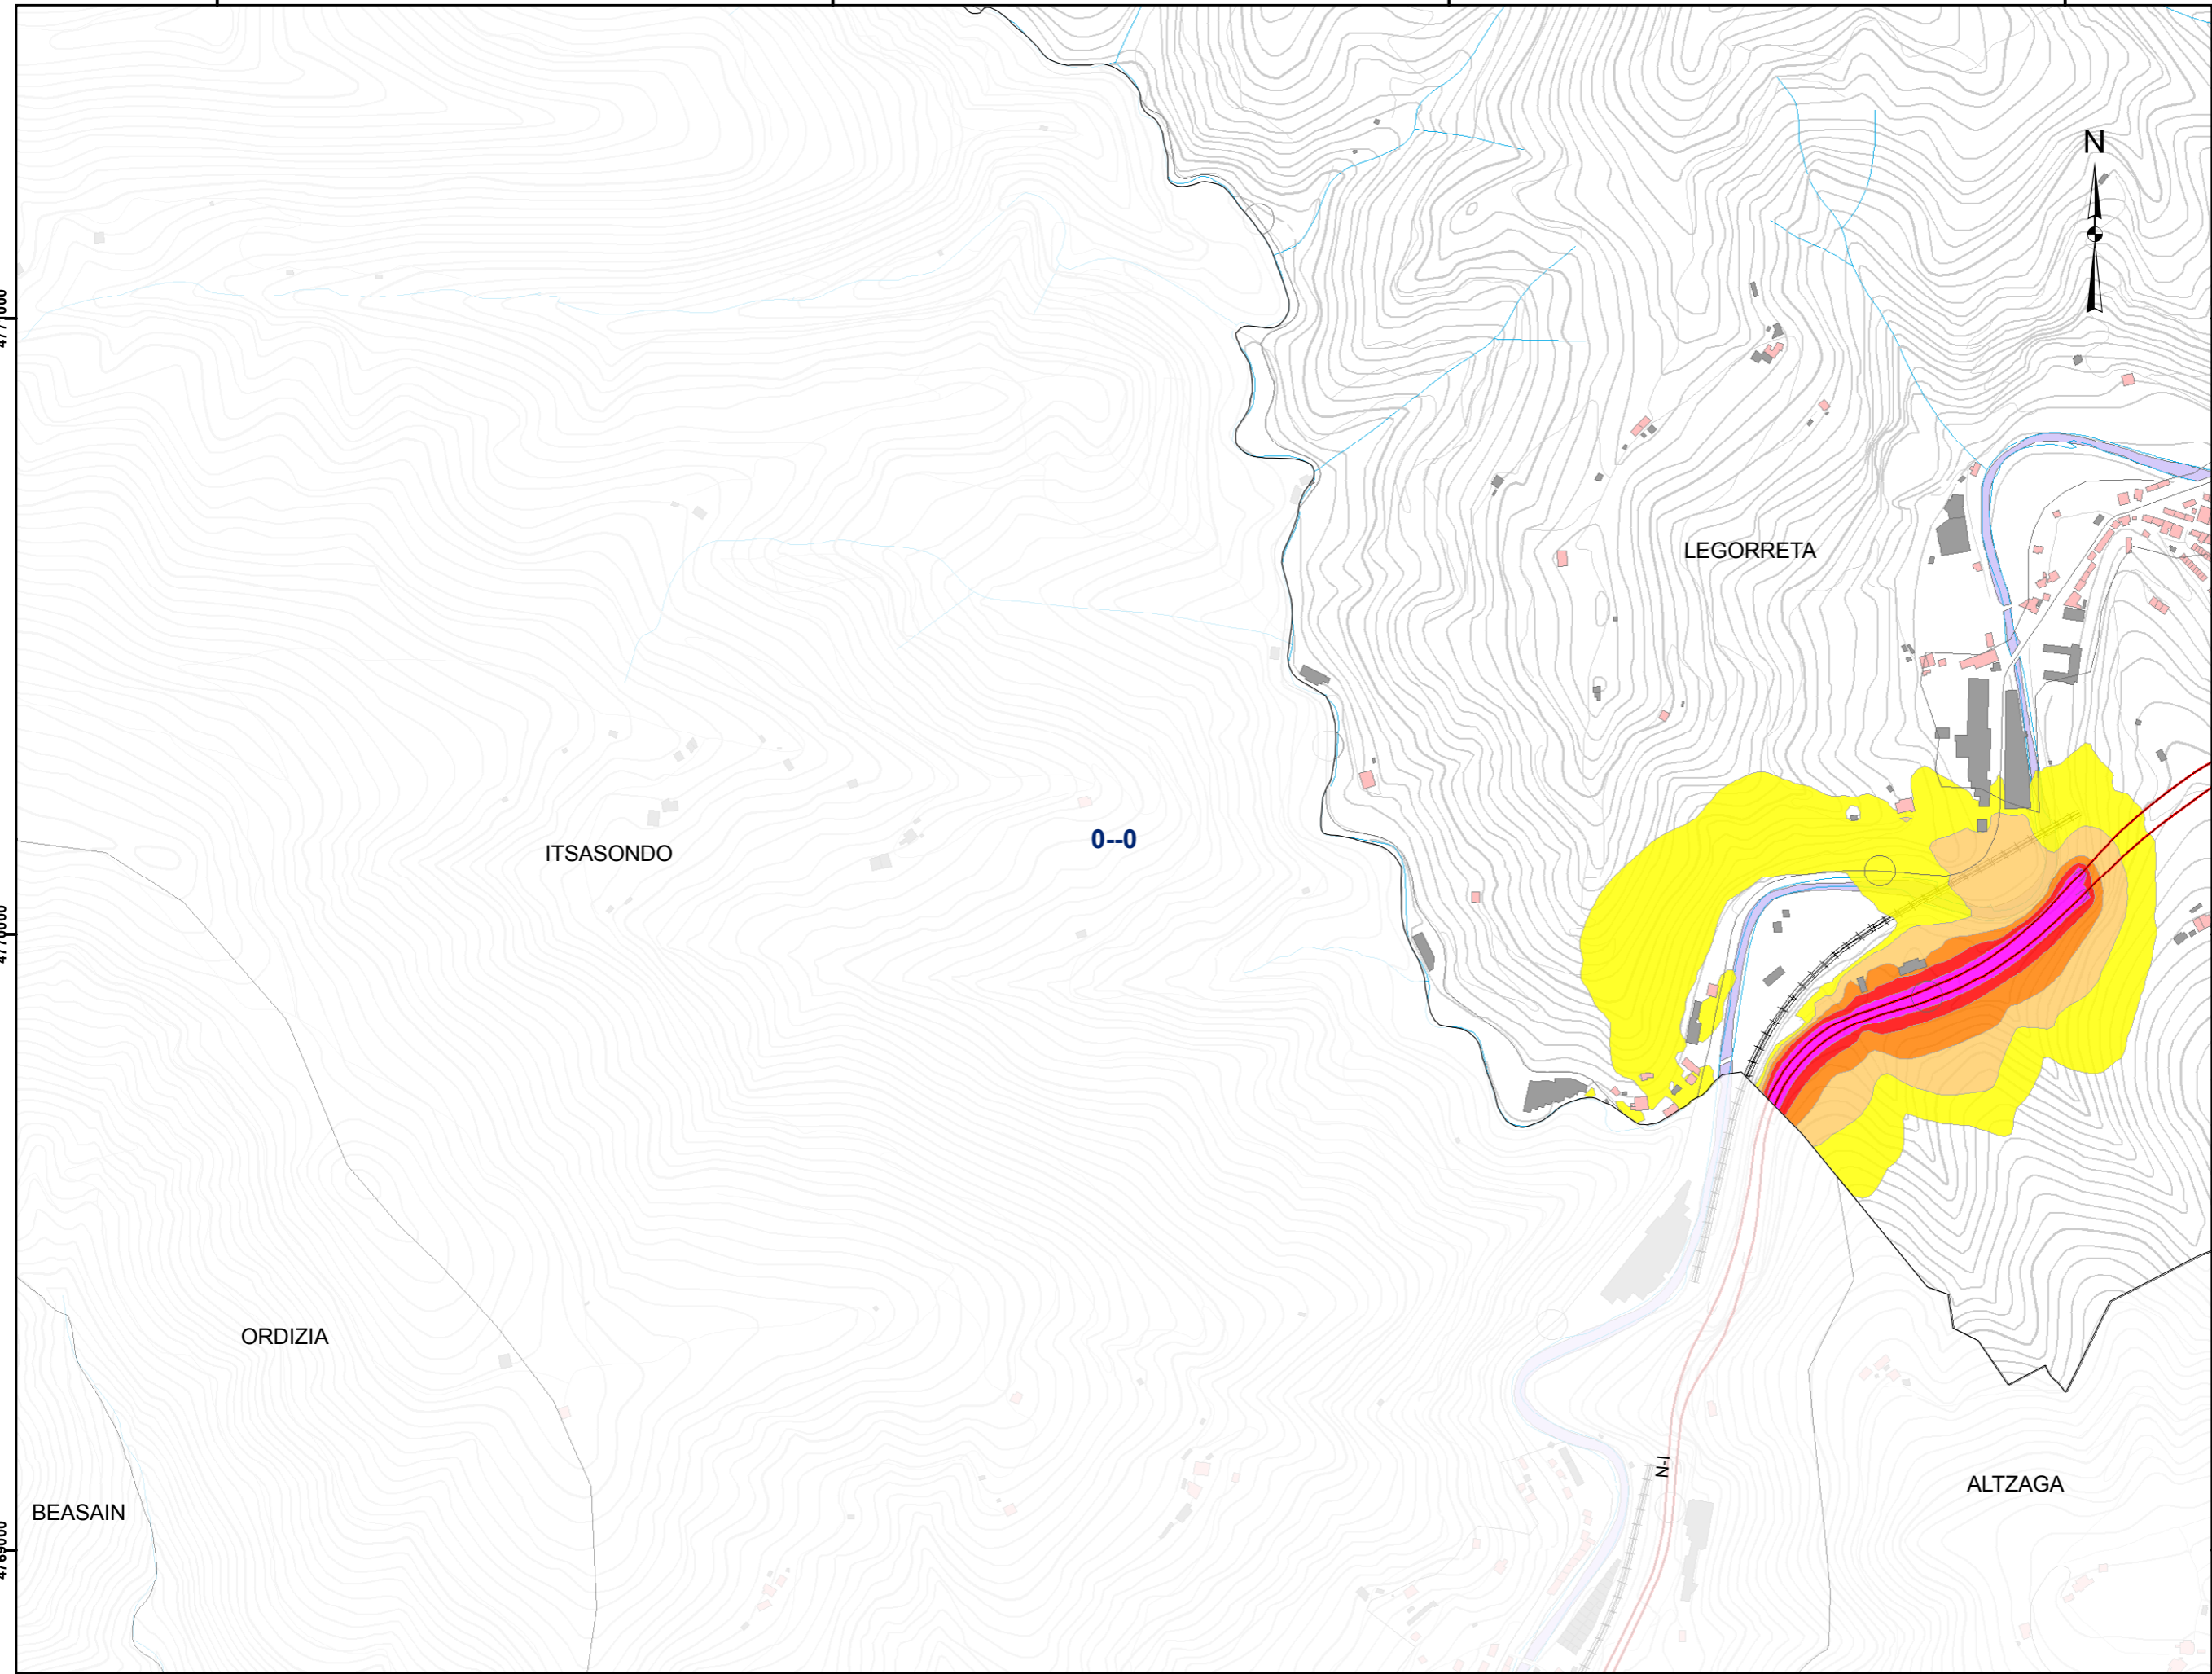 N
LEGORRETA
ITSASONDO
0--0
ORDIZIA
N-I
ALTZAGA
BEASAIN